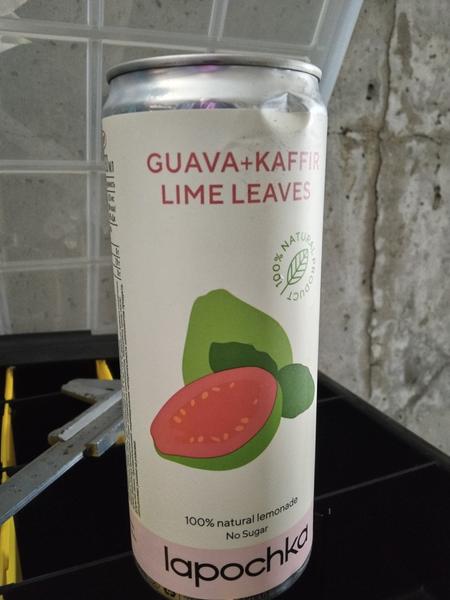 GUAVA+KAFFIR
LIME LEAVES
100% NATURAL PRODUCT
100% natural lemonade
No Sugar
lapochka